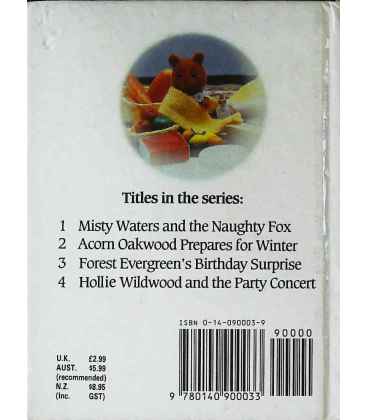 Titles in the series:
1 Misty Waters and the Naughty Fox
2 Acorn Oakwood Prepares for Winter
3 Forest Evergreen's Birthday Surprise
4 Hollie Wildwood and the Party Concert
ISBN 0-14-090003-9
90000
U.K. £2.99
AUST. $5.99
(recommended)
N.Z. $8.95
(Inc. GST)
9 780140 900033